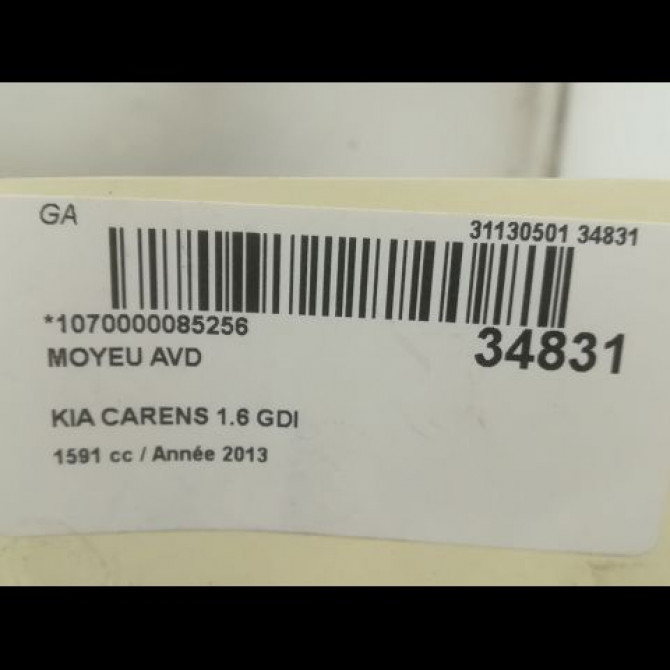 GA
31130501 34831
*1070000085256
34831
MOYEU AVD
KIA CARENS 1.6 GDI
1591 cc / Année 2013